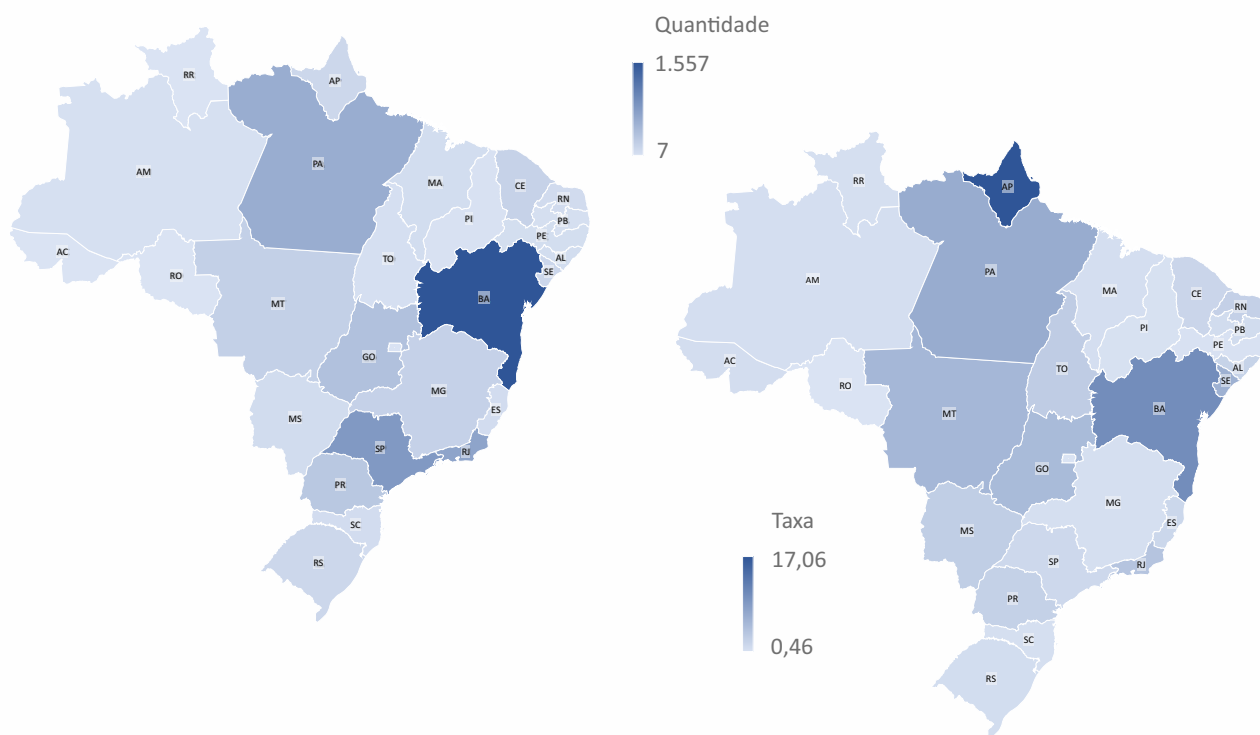 Quantidade
1.557
7
RR
AP
AM
PA
MA
CE
RN
PI
PB
PE
AC
TO
AL
RO
SE
BA
MT
GO
MG
MS
ES
SP
RJ
PR
SC
RS
RR
AP
PA
AM
MA
CE
RN
PI
PB
PE
AC
TO
AL
RO
SE
BA
MT
GO
MG
MS
ES
SP
RJ
PR
SC
RS
Taxa
17,06
0,46